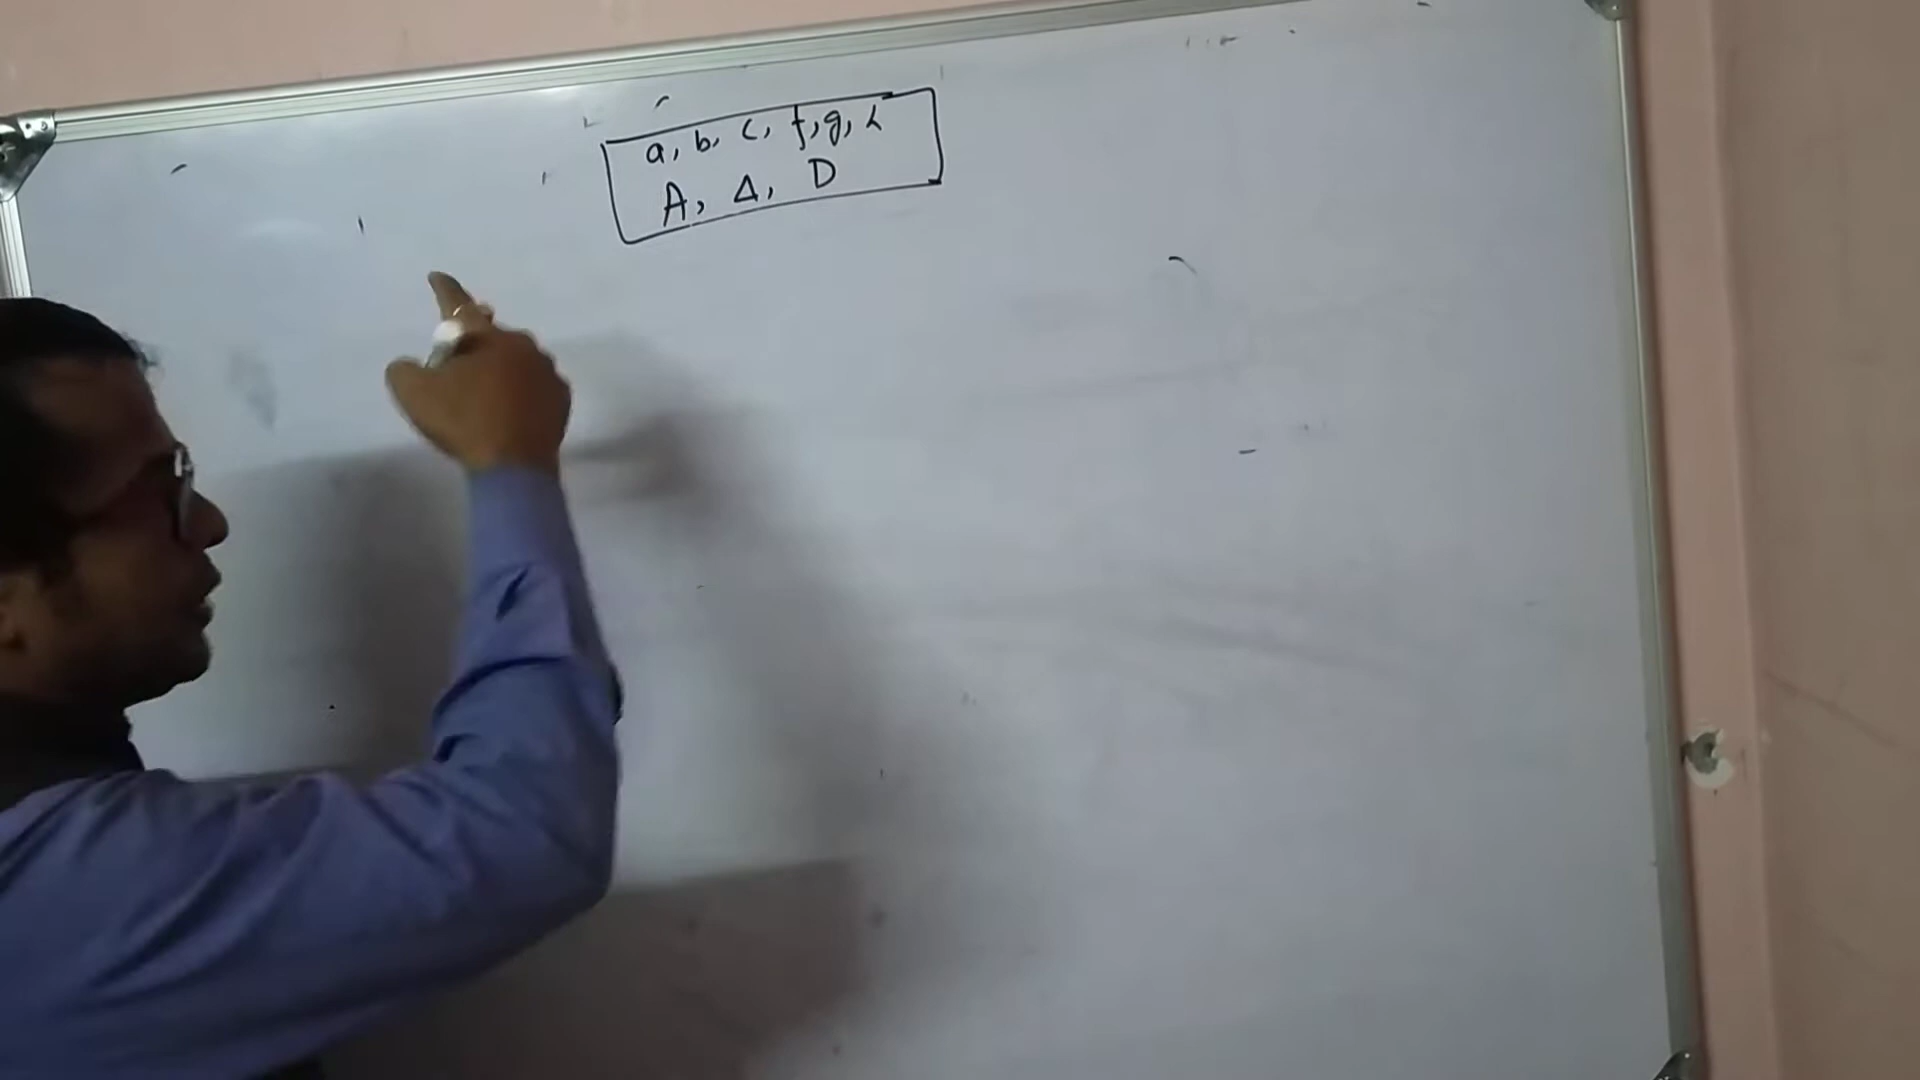 a, b, c, f, g, h
A, Δ, D